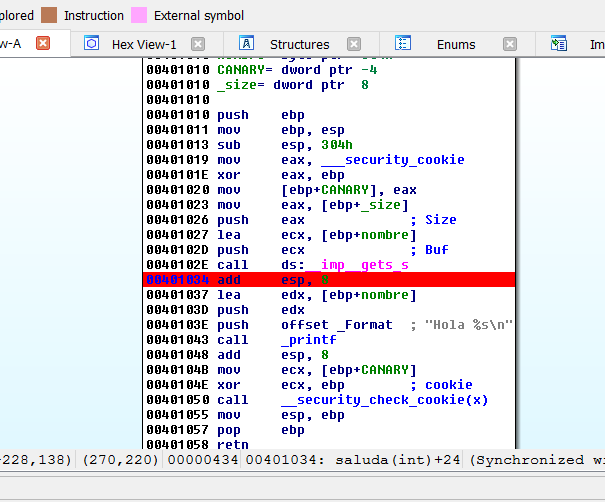 plored Instruction External symbol
w-A Hex View-1 Structures Enums Im
00401010 CANARY= dword ptr -4
00401010 _size= dword ptr  8
00401010
00401010 push    ebp
00401011 mov     ebp, esp
00401013 sub     esp, 304h
00401019 mov     eax, ___security_cookie
0040101E xor     eax, ebp
00401020 mov     [ebp+CANARY], eax
00401023 mov     eax, [ebp+_size]
00401026 push    eax             ; Size
00401027 lea     ecx, [ebp+nombre]
0040102D push    ecx             ; Buf
0040102E call    ds:__imp__gets_s
00401034 add     esp, 8
00401037 lea     edx, [ebp+nombre]
0040103D push    edx
0040103E push    offset _Format  ; "Hola %s\n"
00401043 call    _printf
00401048 add     esp, 8
0040104B mov     ecx, [ebp+CANARY]
0040104E xor     ecx, ebp        ; cookie
00401050 call    __security_check_cookie(x)
00401055 mov     esp, ebp
00401057 pop     ebp
00401058 retn
-228,138) (270,220) 00000434 00401034: saluda(int)+24 (Synchronized wi